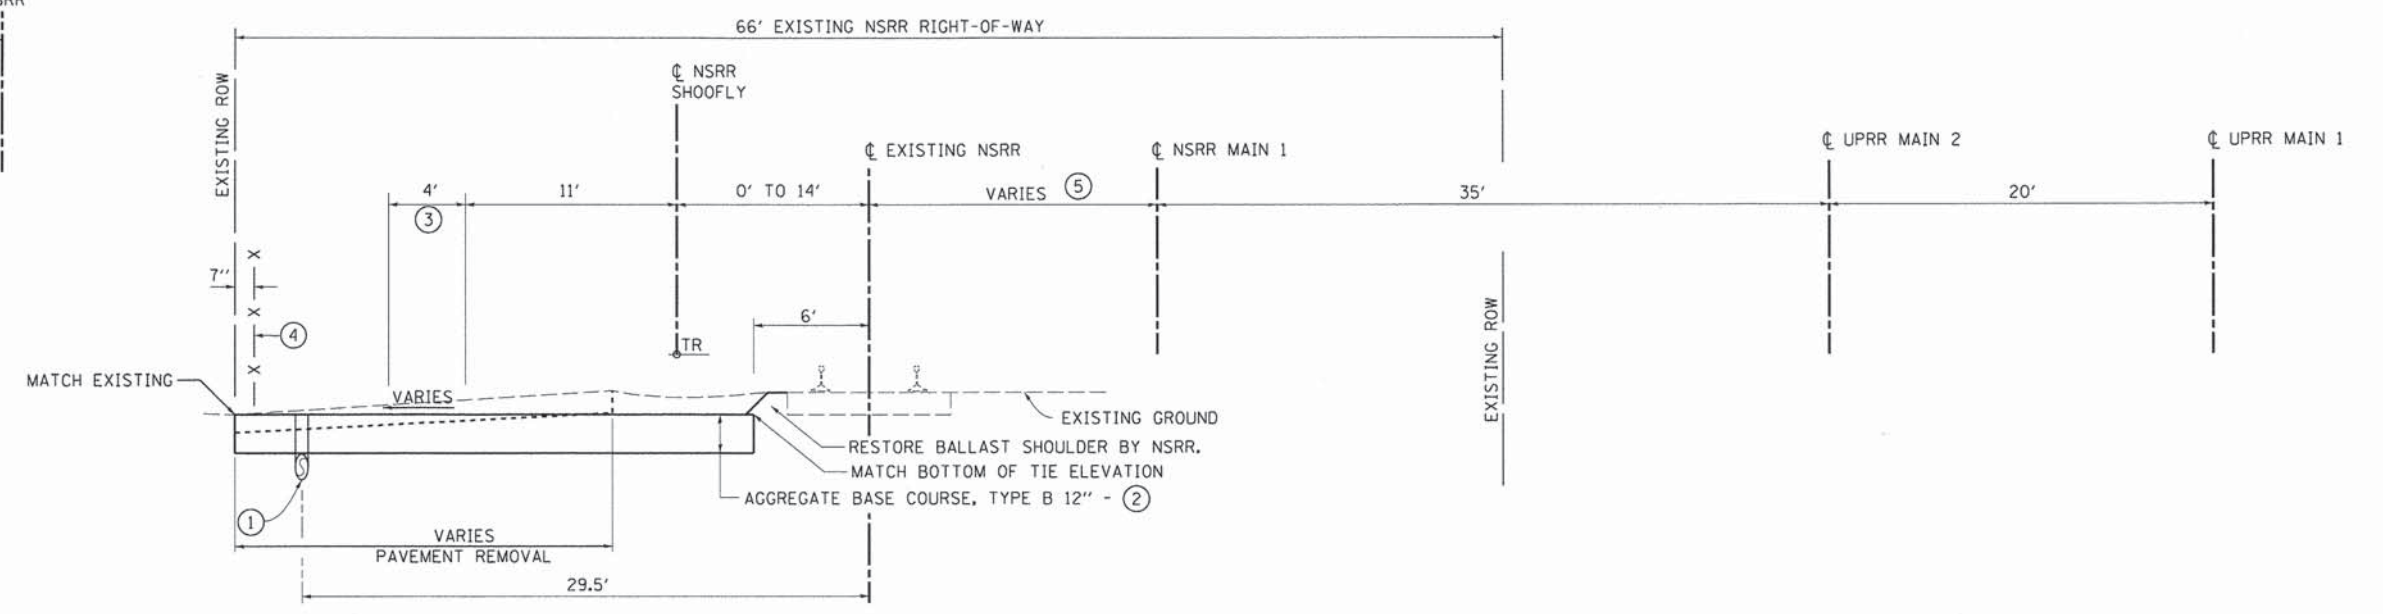 66' EXISTING NSRR RIGHT-OF-WAY
EXISTING ROW
℄ NSRR
SHOOFLY
℄ EXISTING NSRR
℄ NSRR MAIN 1
℄ UPRR MAIN 2
℄ UPRR MAIN 1
4'
③
11'
0' TO 14'
VARIES ⑤
35'
20'
X
7"
X
④
X
6'
TR
MATCH EXISTING
VARIES
EXISTING GROUND
EXISTING ROW
RESTORE BALLAST SHOULDER BY NSRR.
MATCH BOTTOM OF TIE ELEVATION
AGGREGATE BASE COURSE, TYPE B 12" - ②
①
VARIES
PAVEMENT REMOVAL
29.5'